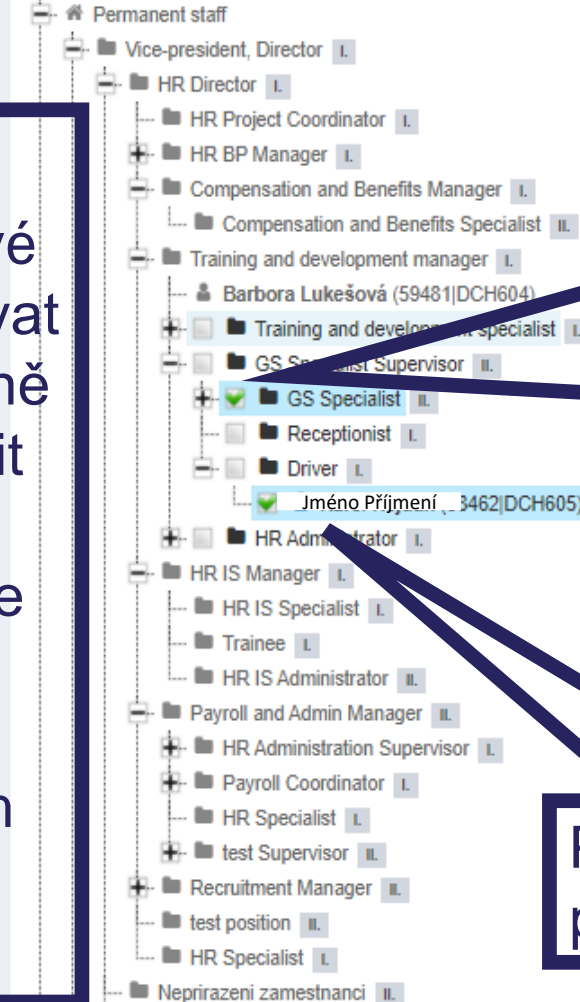 Permanent staff
Vice-president, Director I.
HR Director I.
HR Project Coordinator I.
HR BP Manager I.
Compensation and Benefits Manager I.
Compensation and Benefits Specialist II.
Training and development manager I.
Barbora Lukešová (59481|DCH604)
Training and development specialist I.
GS Specialist Supervisor II.
GS Specialist II.
Receptionist I.
Driver I.
Jméno Příjmení 3462|DCH605)
HR Administrator I.
HR IS Manager I.
HR IS Specialist I.
Trainee I.
HR IS Administrator II.
Payroll and Admin Manager II.
HR Administration Supervisor I.
Payroll Coordinator I.
HR Specialist I.
test Supervisor II.
Recruitment Manager II.
test position II.
HR Specialist I.
Neprirazeni zamestnanci II.